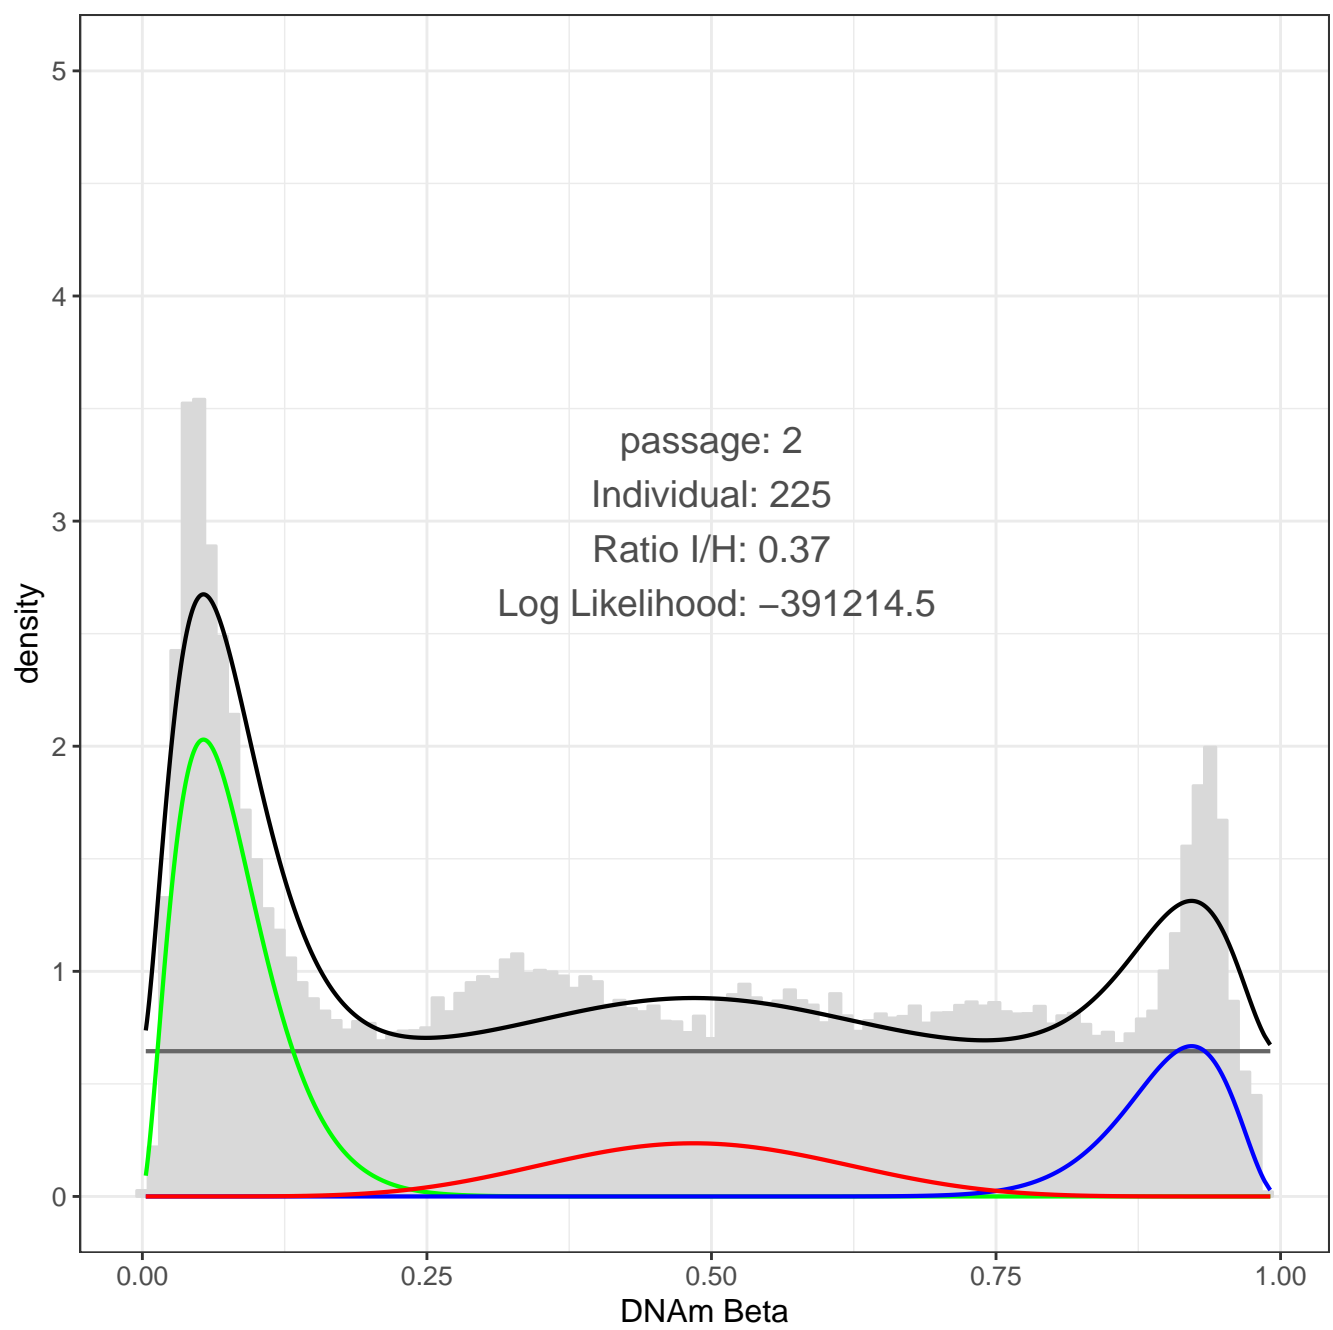 5
4
3
2
1
0
density
passage: 2
Individual: 225
Ratio I/H: 0.37
Log Likelihood: −391214.5
0.00 0.25 0.50 0.75 1.00
DNAm Beta